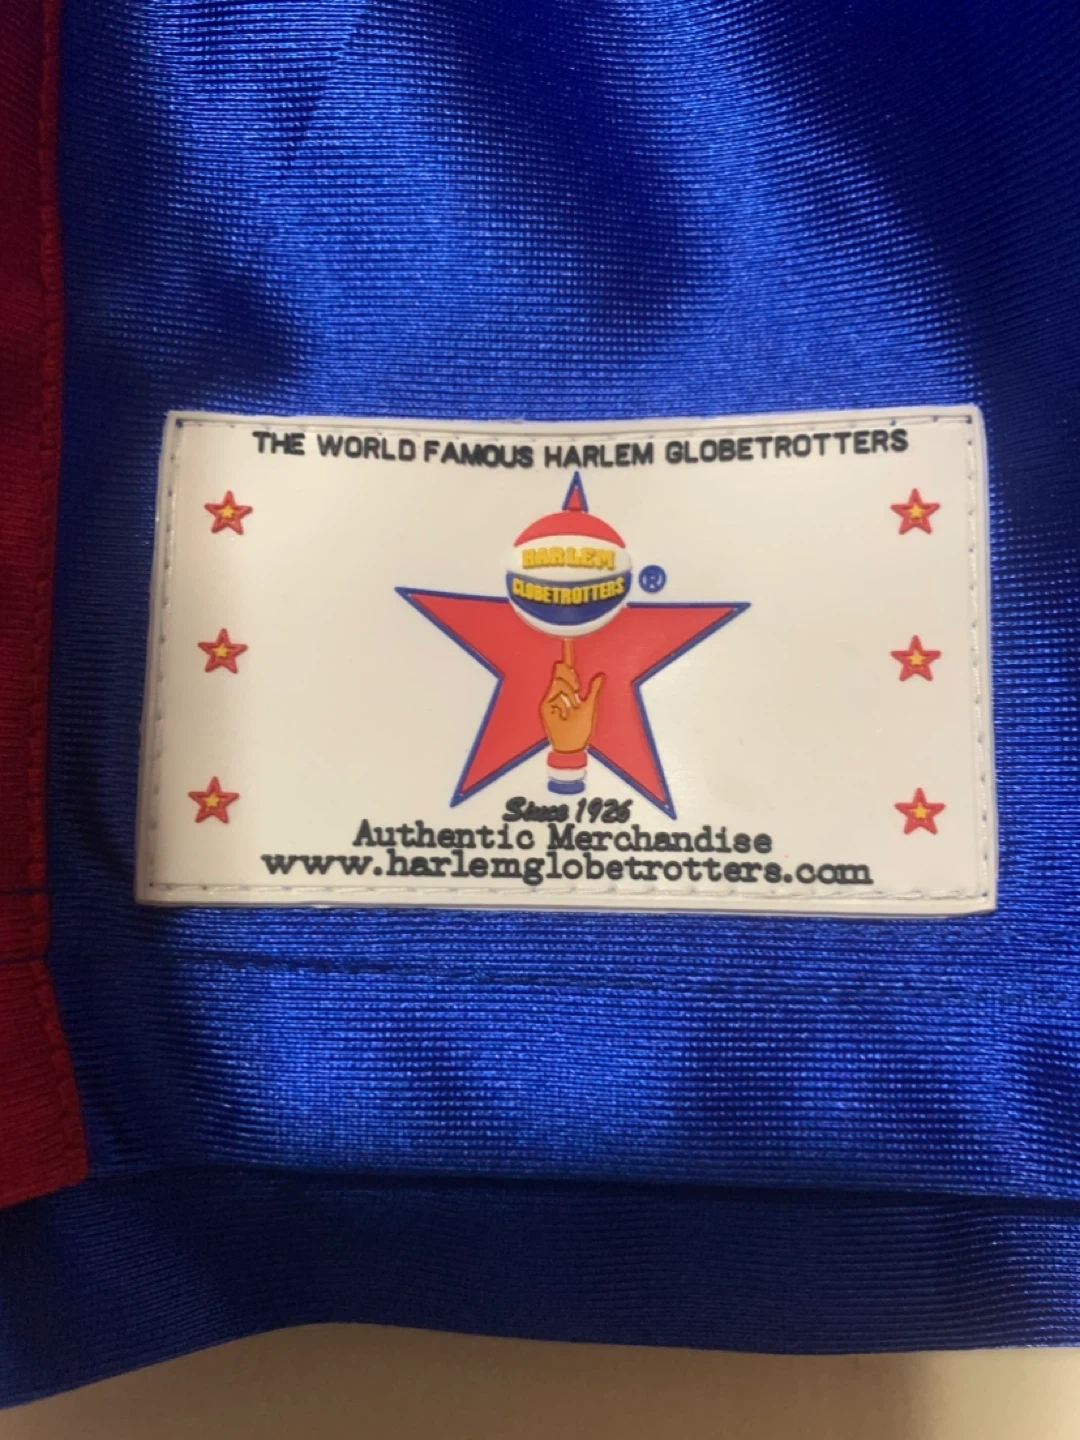 THE WORLD FAMOUS HARLEM GLOBETROTTERS
HARLEM
GLOBETROTTERS
®
Since 1926
Authentic Merchandise
www.harlemglobetrotters.com